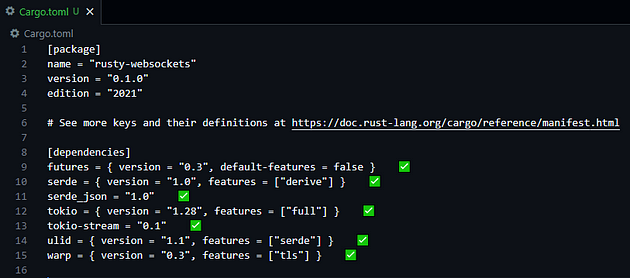 Cargo.toml U ×
Cargo.toml
1 [package]
2 name = "rusty-websockets"
3 version = "0.1.0"
4 edition = "2021"
5
6 # See more keys and their definitions at https://doc.rust-lang.org/cargo/reference/manifest.html
7
8 [dependencies]
9 futures = { version = "0.3", default-features = false } ✅
10 serde = { version = "1.0", features = ["derive"] } ✅
11 serde_json = "1.0" ✅
12 tokio = { version = "1.28", features = ["full"] } ✅
13 tokio-stream = "0.1" ✅
14 ulid = { version = "1.1", features = ["serde"] } ✅
15 warp = { version = "0.3", features = ["tls"] } ✅
16